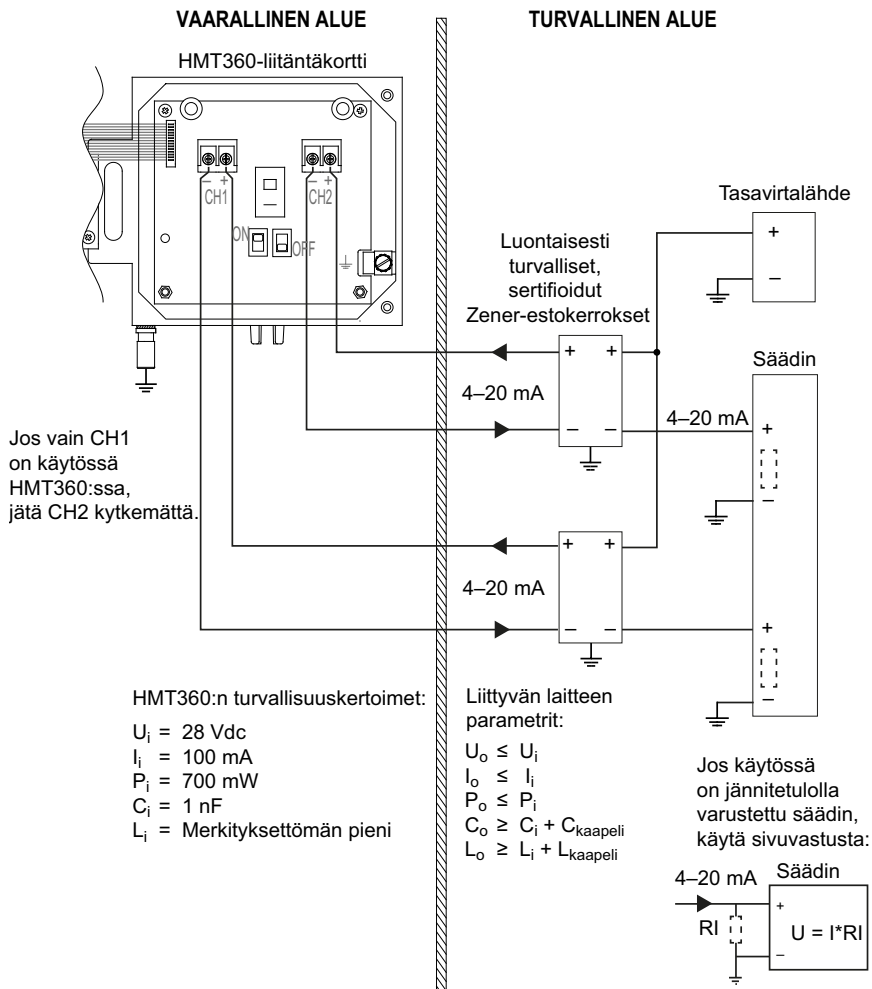 VAARALLINEN ALUE
TURVALLINEN ALUE
HMT360-liitäntäkortti
– +
CH1
– +
CH2
ON
OFF
Tasavirtalähde
+
–
Luontaisesti
turvalliset,
sertifioidut
Zener-estokerrokset
+ +
– –
4–20 mA
4–20 mA
Säädin
+
–
+
–
Jos vain CH1
on käytössä
HMT360:ssa,
jätä CH2 kytkemättä.
+ +
– –
4–20 mA
HMT360:n turvallisuuskertoimet:
Ui = 28 Vdc
Ii = 100 mA
Pi = 700 mW
Ci = 1 nF
Li = Merkityksettömän pieni
Liittyvän laitteen
parametrit:
Uo ≤ Ui
Io ≤ Ii
Po ≤ Pi
Co ≥ Ci + Ckaapeli
Lo ≥ Li + Lkaapeli
Jos käytössä
on jännitetulolla
varustettu säädin,
käytä sivuvastusta:
4–20 mA
Säädin
RI
+
–
U = I*RI